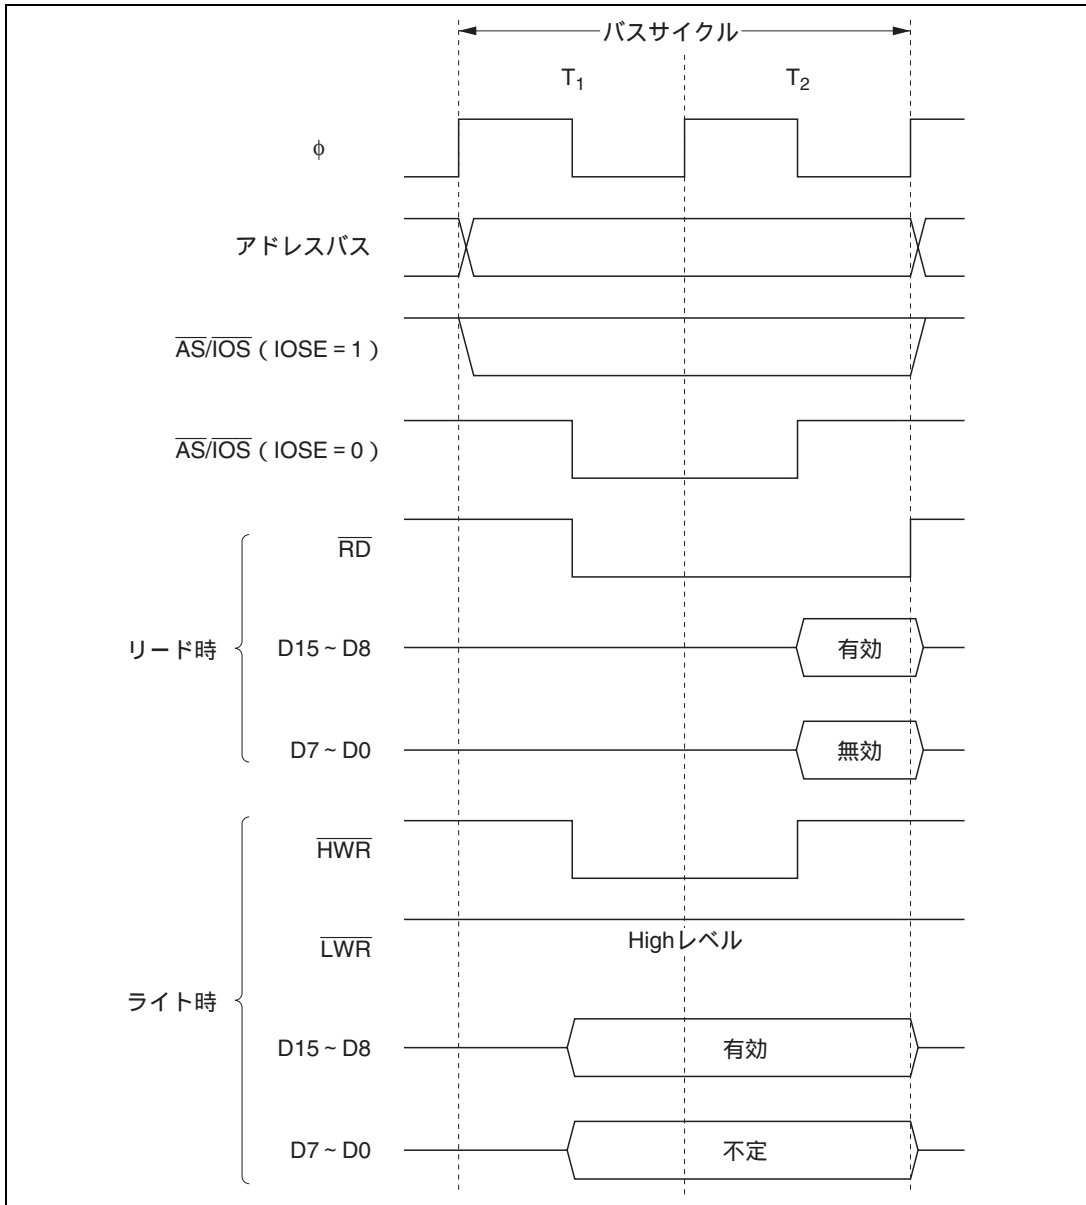 バスサイクル
T1 T2
φ
アドレスバス
AS/IOS（IOSE = 1）
AS/IOS（IOSE = 0）
RD
リード時
D15～D8
有効
D7～D0
無効
HWR
LWR
Highレベル
ライト時
D15～D8
有効
D7～D0
不定